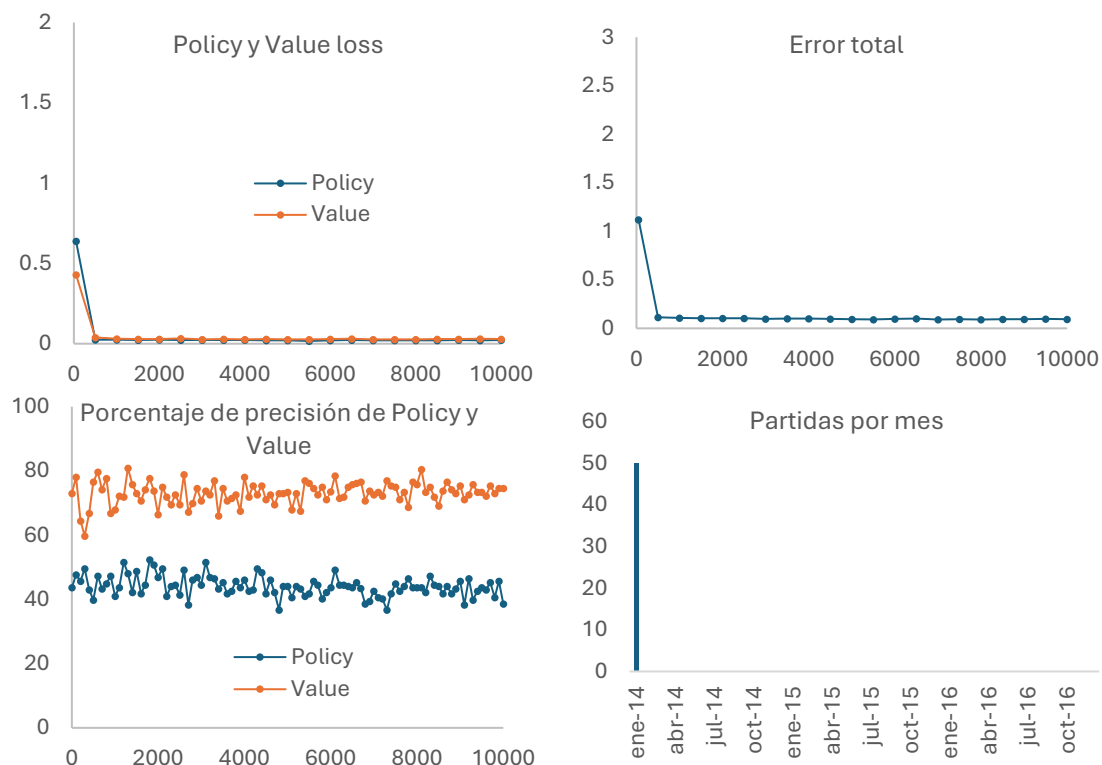 Policy y Value loss
2
1.5
1
0.5
0
Policy
Value
0 2000 4000 6000 8000 10000
Error total
3
2.5
2
1.5
1
0.5
0
0 2000 4000 6000 8000 10000
Porcentaje de precisión de Policy y
Value
100
80
60
40
20
0
Policy
Value
0 2000 4000 6000 8000 10000
Partidas por mes
60
50
40
30
20
10
0
ene-14
abr-14
jul-14
oct-14
ene-15
abr-15
jul-15
oct-15
ene-16
abr-16
jul-16
oct-16